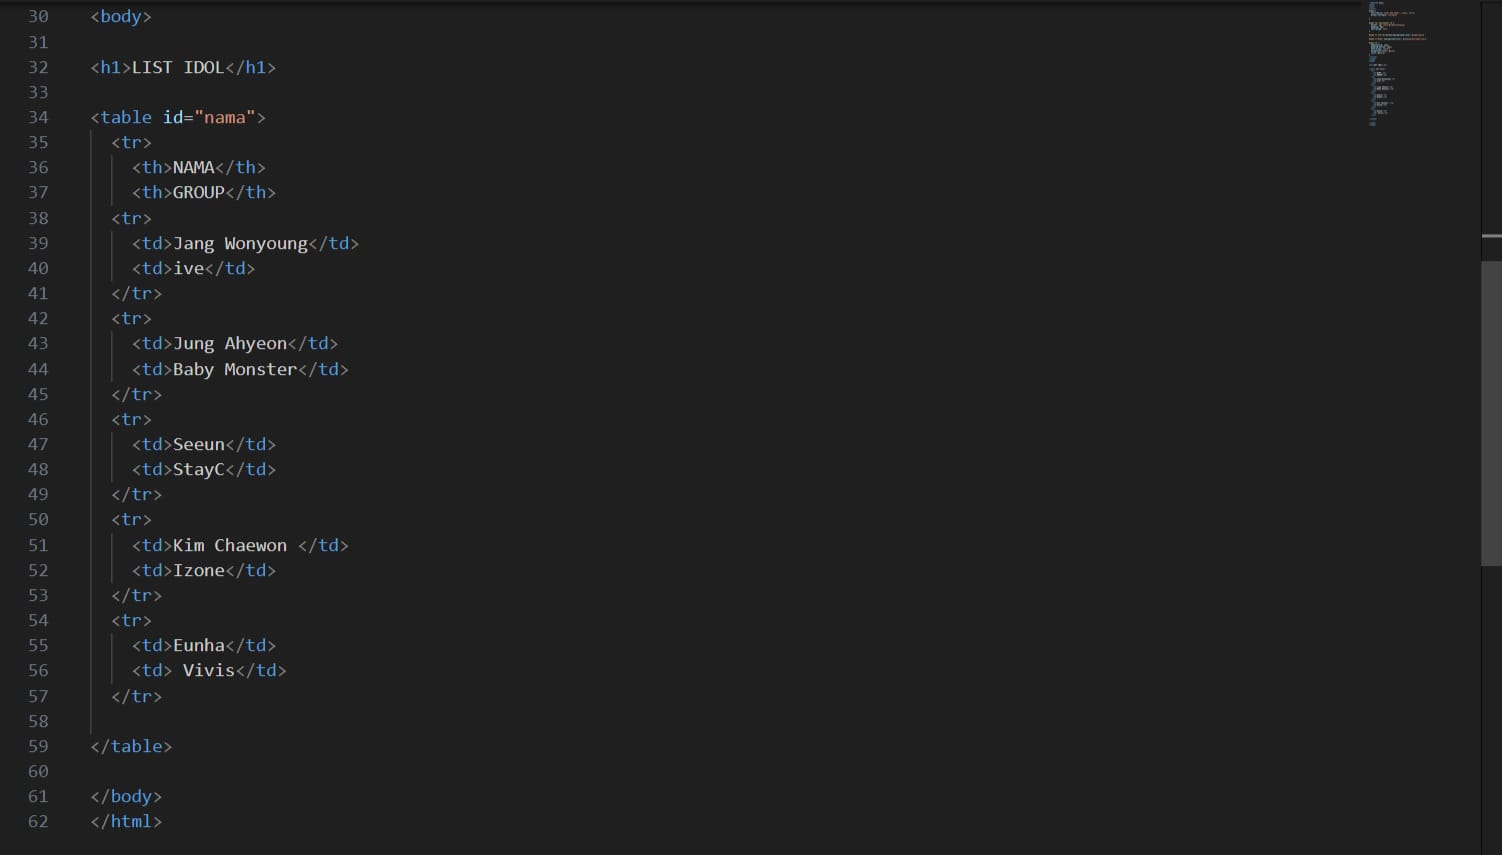 30 <body>
31
32 <h1>LIST IDOL</h1>
33
34 <table id="nama">
35 <tr>
36 <th>NAMA</th>
37 <th>GROUP</th>
38 <tr>
39 <td>Jang Wonyoung</td>
40 <td>ive</td>
41 </tr>
42 <tr>
43 <td>Jung Ahyeon</td>
44 <td>Baby Monster</td>
45 </tr>
46 <tr>
47 <td>Seeun</td>
48 <td>StayC</td>
49 </tr>
50 <tr>
51 <td>Kim Chaewon </td>
52 <td>Izone</td>
53 </tr>
54 <tr>
55 <td>Eunha</td>
56 <td> Vivis</td>
57 </tr>
58
59 </table>
60
61 </body>
62 </html>